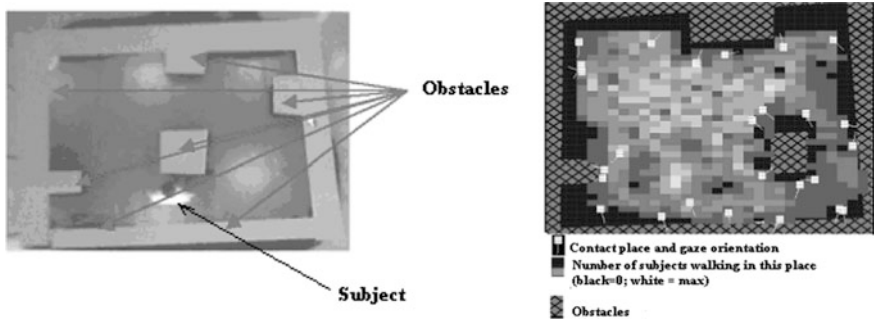 Obstacles
Subject
Contact place and gaze orientation
Number of subjects walking in this place
(black=0; white = max)
Obstacles